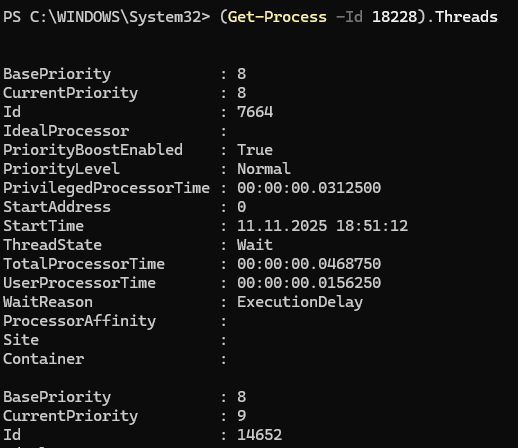 PS C:\WINDOWS\System32> (Get-Process -Id 18228).Threads
BasePriority : 8
CurrentPriority : 8
Id : 7664
IdealProcessor :
PriorityBoostEnabled : True
PriorityLevel : Normal
PrivilegedProcessorTime : 00:00:00.0312500
StartAddress : 0
StartTime : 11.11.2025 18:51:12
ThreadState : Wait
TotalProcessorTime : 00:00:00.0468750
UserProcessorTime : 00:00:00.0156250
WaitReason : ExecutionDelay
ProcessorAffinity :
Site :
Container :
BasePriority : 8
CurrentPriority : 9
Id : 14652